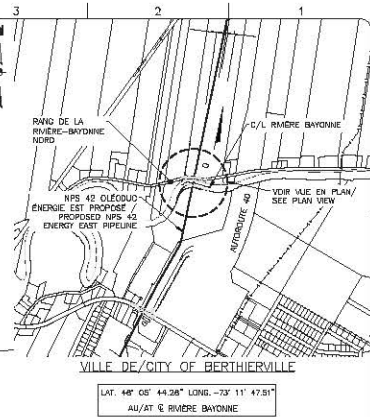 3 2 1
RANG DE LA
RIVIÈRE-BAYONNE
NORD
C/L RIVIÈRE BAYONNE
NPS 42 OLÉODUC
ÉNERGIE EST PROPOSÉ /
PROPOSED NPS 42
ENERGY EAST PIPELINE
VOIR VUE EN PLAN/
SEE PLAN VIEW
AUTOROUTE 40
VILLE DE/CITY OF BERTHIERVILLE
LAT. 46° 05' 44.28" LONG. -73° 11' 47.51"
AU/AT ℄ RIVIÈRE BAYONNE